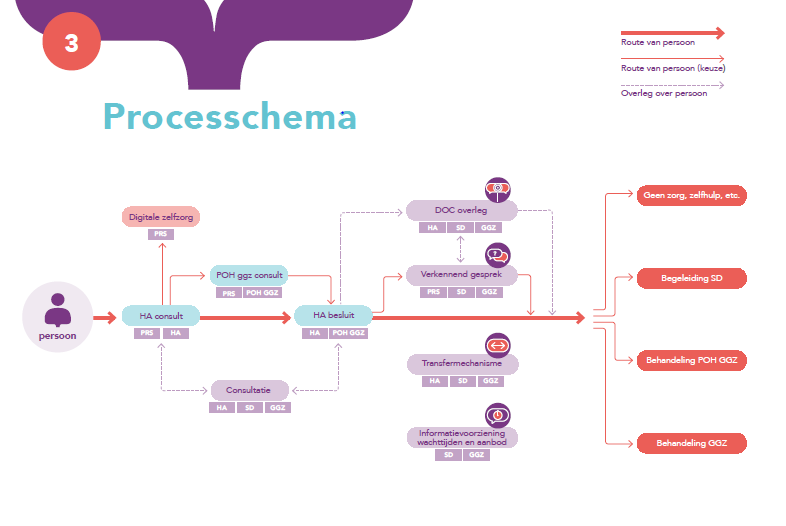 3
Processchema
Route van persoon
Route van persoon (keuze)
Overleg over persoon
persoon
Digitale zelfzorg
PRS
POH ggz consult
PRS POH GGZ
HA consult
PRS HA
HA besluit
HA POH GGZ
Consultatie
HA SD GGZ
DOC overleg
HA SD GGZ
Verkennend gesprek
PRS SD GGZ
Transfermechanisme
HA SD GGZ
Informatievoorziening
wachttijden en aanbod
SD GGZ
Geen zorg, zelfhulp, etc.
Begeleiding SD
Behandeling POH GGZ
Behandeling GGZ